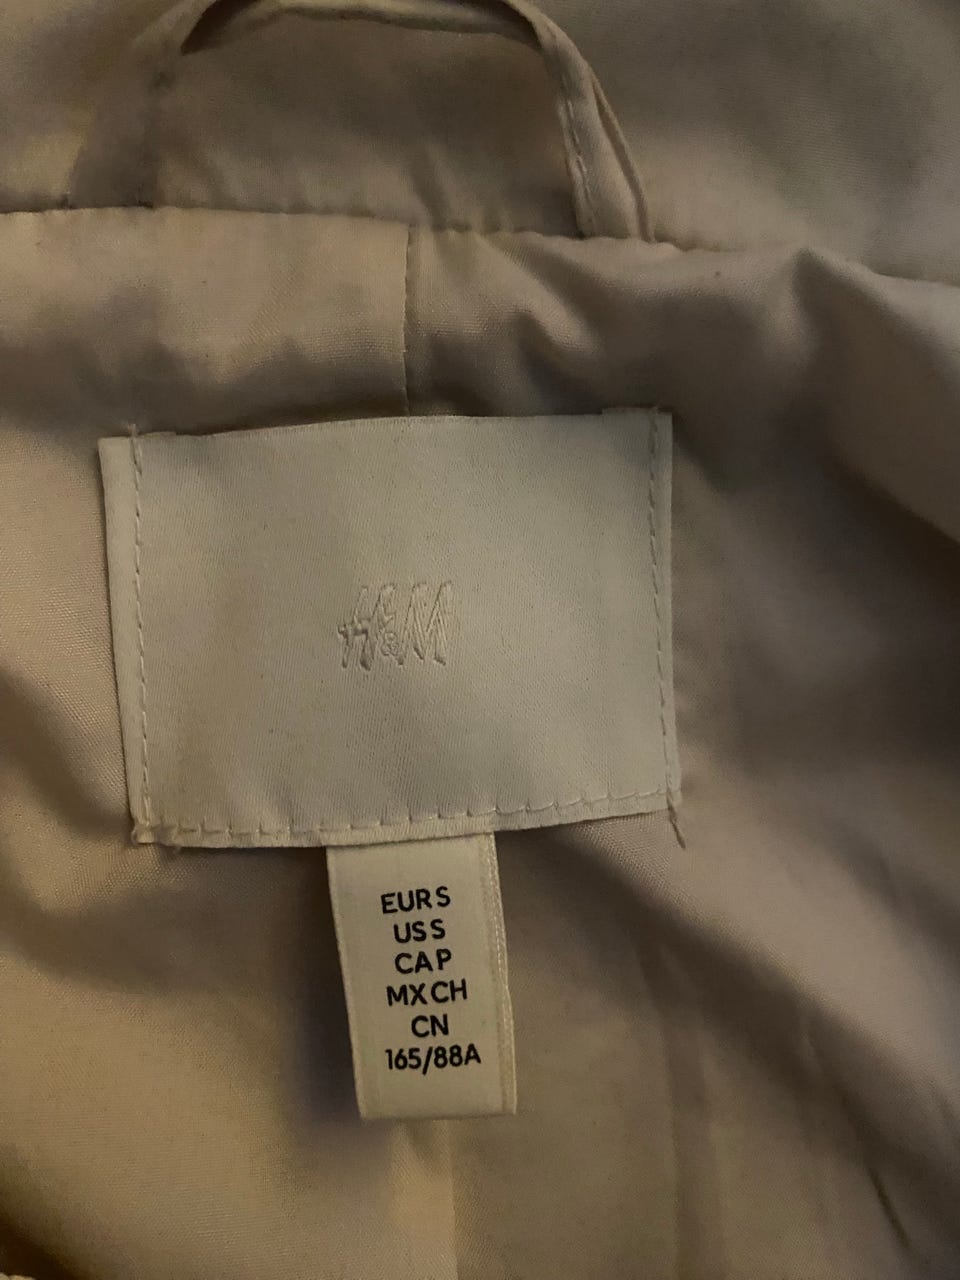 H&M
EUR S
US S
CA P
MX CH
CN
165/88A